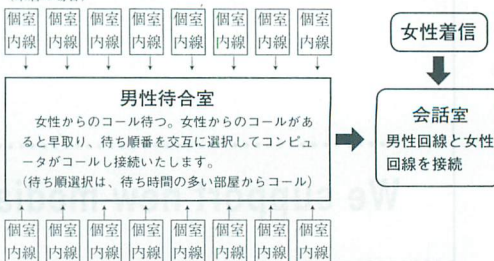 個室 個室 個室 個室 個室 個室 個室 個室
内線 内線 内線 内線 内線 内線 内線 内線
女性着信
男性待合室
女性からのコール待つ。女性からのコールがあ
ると早取り、待ち順番を交互に選択してコンピュ
ータがコールし接続いたします。
(待ち順選択は、待ち時間の多い部屋からコール)
会話室
男性回線と女性
回線を接続
個室 個室 個室 個室 個室 個室 個室 個室
内線 内線 内線 内線 内線 内線 内線 内線